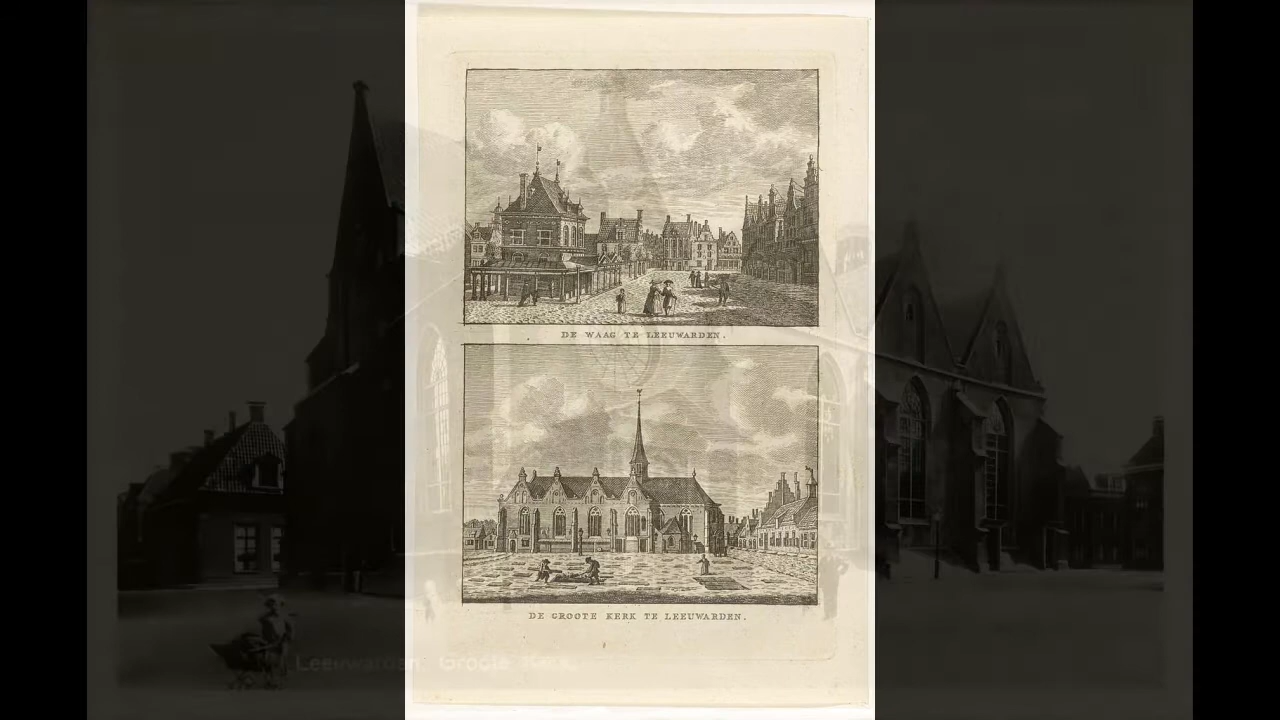 DE WAAG TE LEEUWARDEN.
DE GROOTE KERK TE LEEUWARDEN.
Leeuwarden, Groote Kerk.